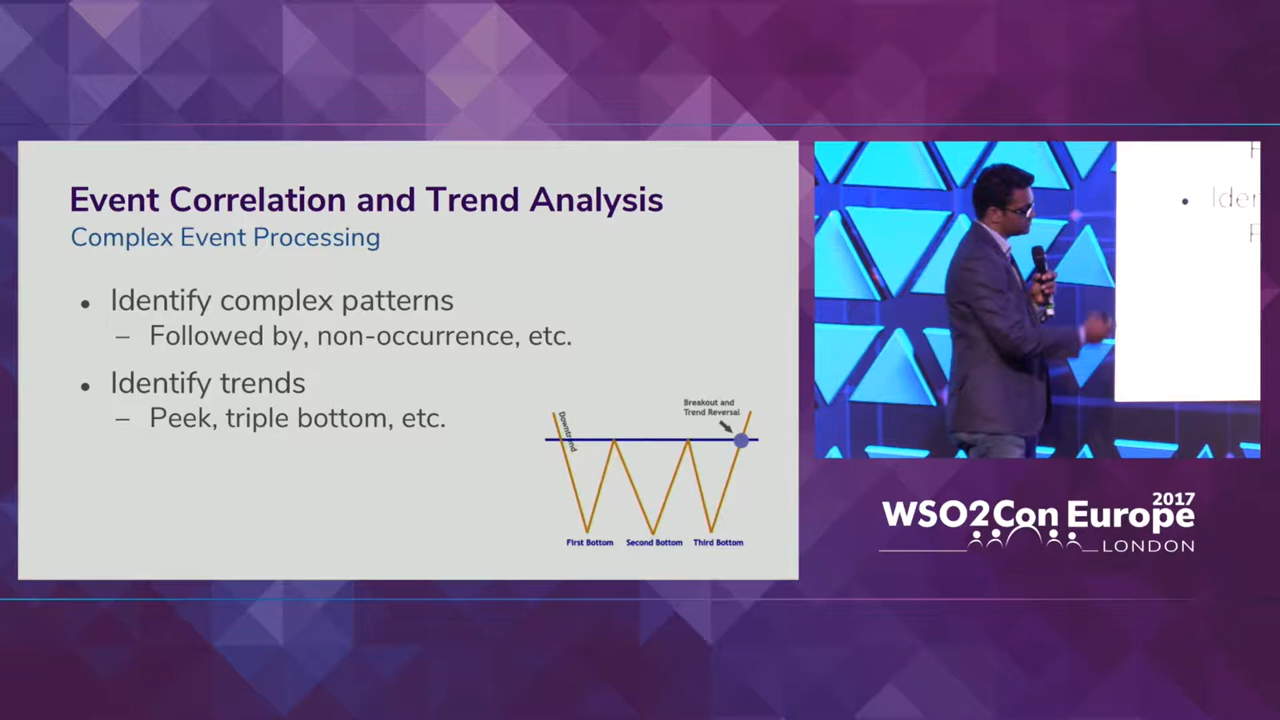 Event Correlation and Trend Analysis
Complex Event Processing
• Identify complex patterns
– Followed by, non-occurrence, etc.
• Identify trends
– Peek, triple bottom, etc.
Downtrend
Breakout and
Trend Reversal
First Bottom
Second Bottom
Third Bottom
WSO2Con Europe 2017
LONDON